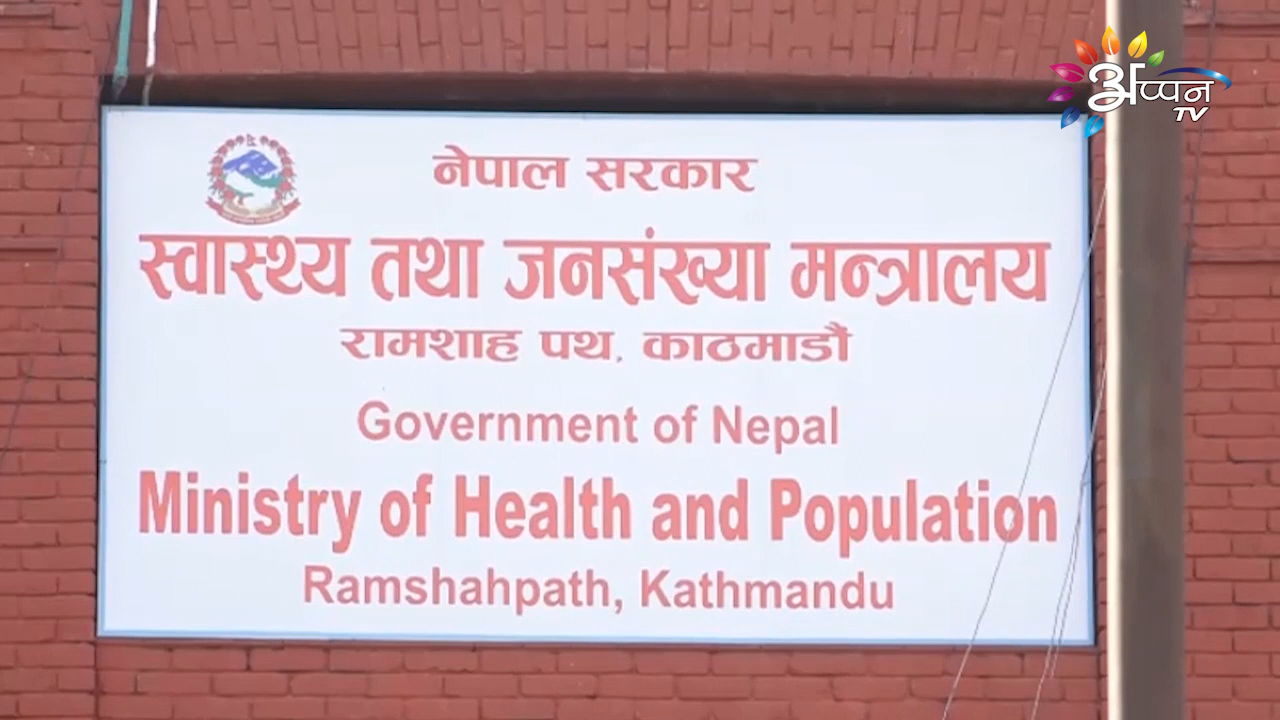 अप्पन
TV
नेपाल सरकार
स्वास्थ्य तथा जनसंख्या मन्त्रालय
रामशाह पथ, काठमाडौं
Government of Nepal
Ministry of Health and Population
Ramshahpath, Kathmandu